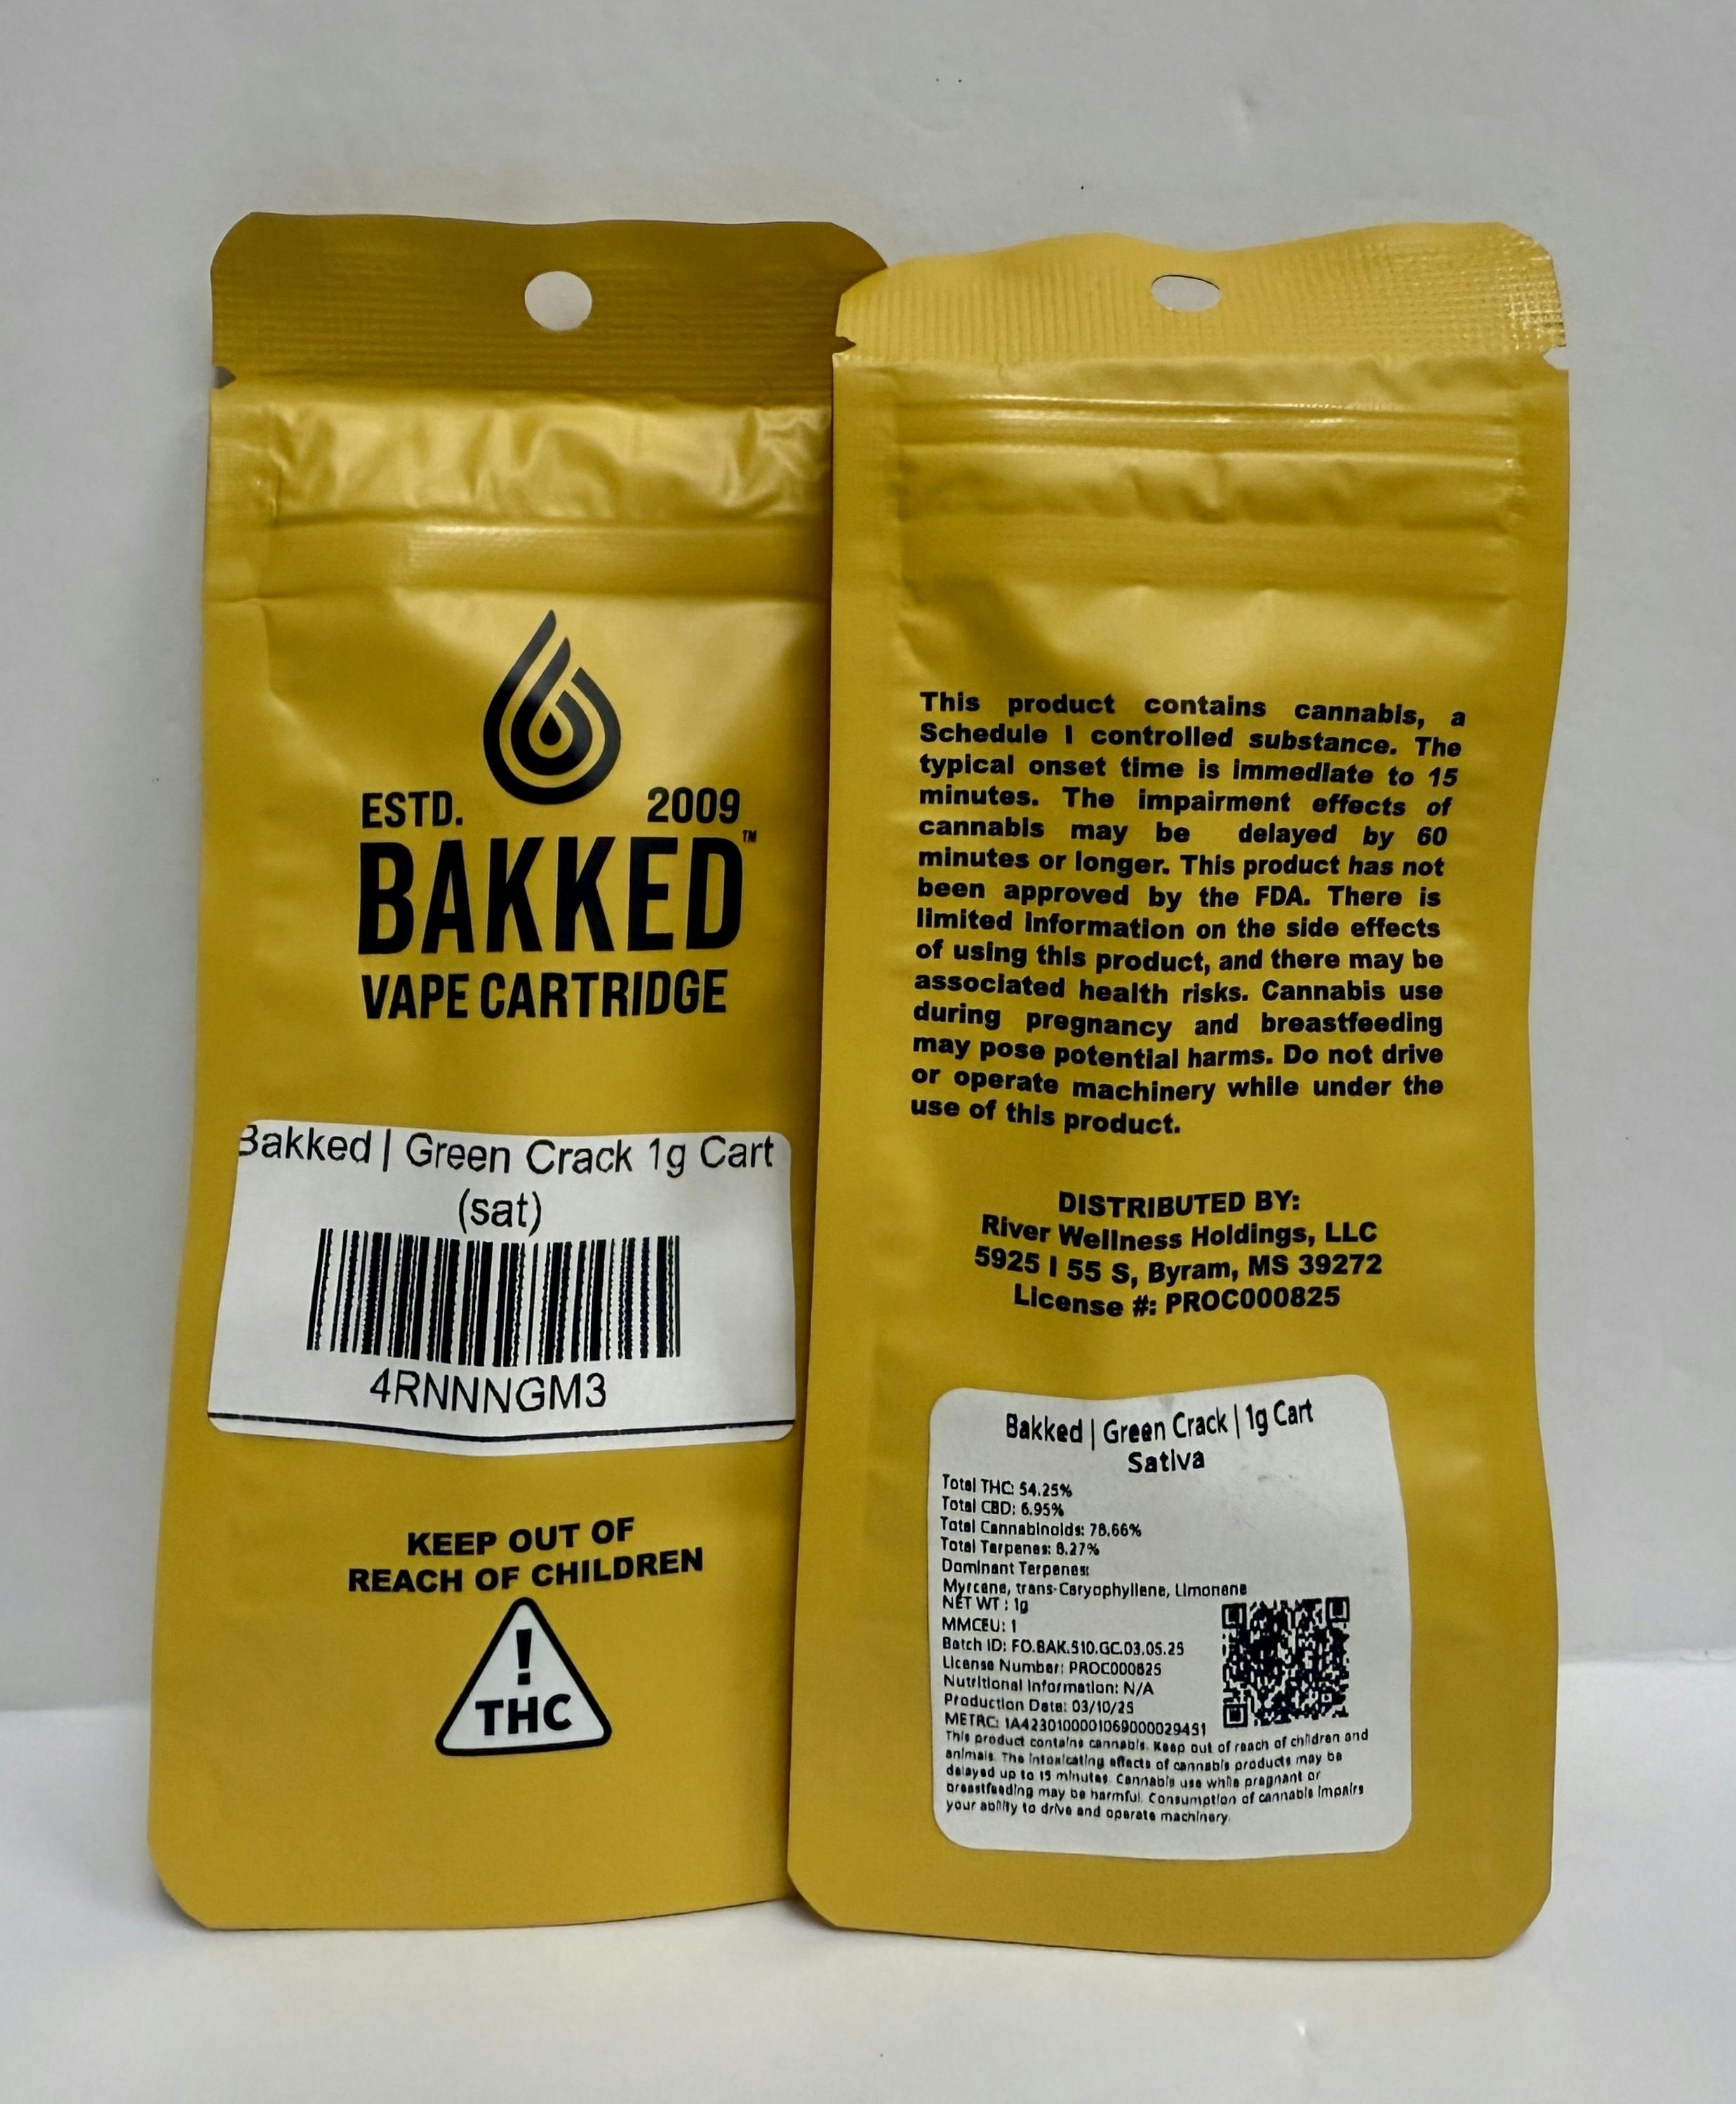 ESTD. 2009
BAKKED™
VAPE CARTRIDGE
Bakked | Green Crack 1g Cart
(sat)
4RNNNGM3
KEEP OUT OF
REACH OF CHILDREN
!
THC
This product contains cannabis, a
Schedule I controlled substance. The
typical onset time is immediate to 15
minutes. The impairment effects of
cannabis may be delayed by 60
minutes or longer. This product has not
been approved by the FDA. There is
limited information on the side effects
of using this product, and there may be
associated health risks. Cannabis use
during pregnancy and breastfeeding
may pose potential harms. Do not drive
or operate machinery while under the
use of this product.
DISTRIBUTED BY:
River Wellness Holdings, LLC
5925 I 55 S, Byram, MS 39272
License #: PROC000825
Bakked | Green Crack | 1g Cart
Sativa
Total THC: 54.25%
Total CBD: 6.95%
Total Cannabinoids: 78.66%
Total Terpenes: 8.27%
Dominant Terpenes:
Myrcene, trans-Caryophyllene, Limonene
NET WT : 1g
MMCEU: 1
Batch ID: FO.BAK.510.GC.03.05.25
License Number: PROC000825
Nutritional Information: N/A
Production Date: 03/10/25
METRC: 1A4230100001069000029451
This product contains cannabis. Keep out of reach of children and
animals. The intoxicating effects of cannabis products may be
delayed up to 15 minutes. Cannabis use while pregnant or
breastfeeding may be harmful. Consumption of cannabis impairs
your ability to drive and operate machinery.